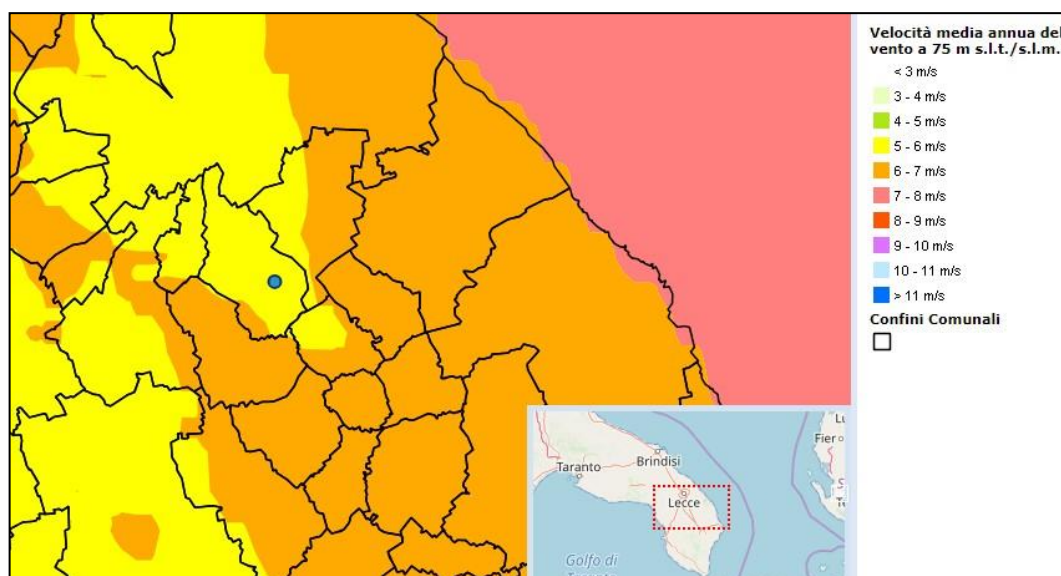 Velocità media annua del
vento a 75 m s.l.t./s.l.m.
< 3 m/s
3 - 4 m/s
4 - 5 m/s
5 - 6 m/s
6 - 7 m/s
7 - 8 m/s
8 - 9 m/s
9 - 10 m/s
10 - 11 m/s
> 11 m/s
Confini Comunali
Brindisi
Taranto
Lecce
Fier
Golfo di